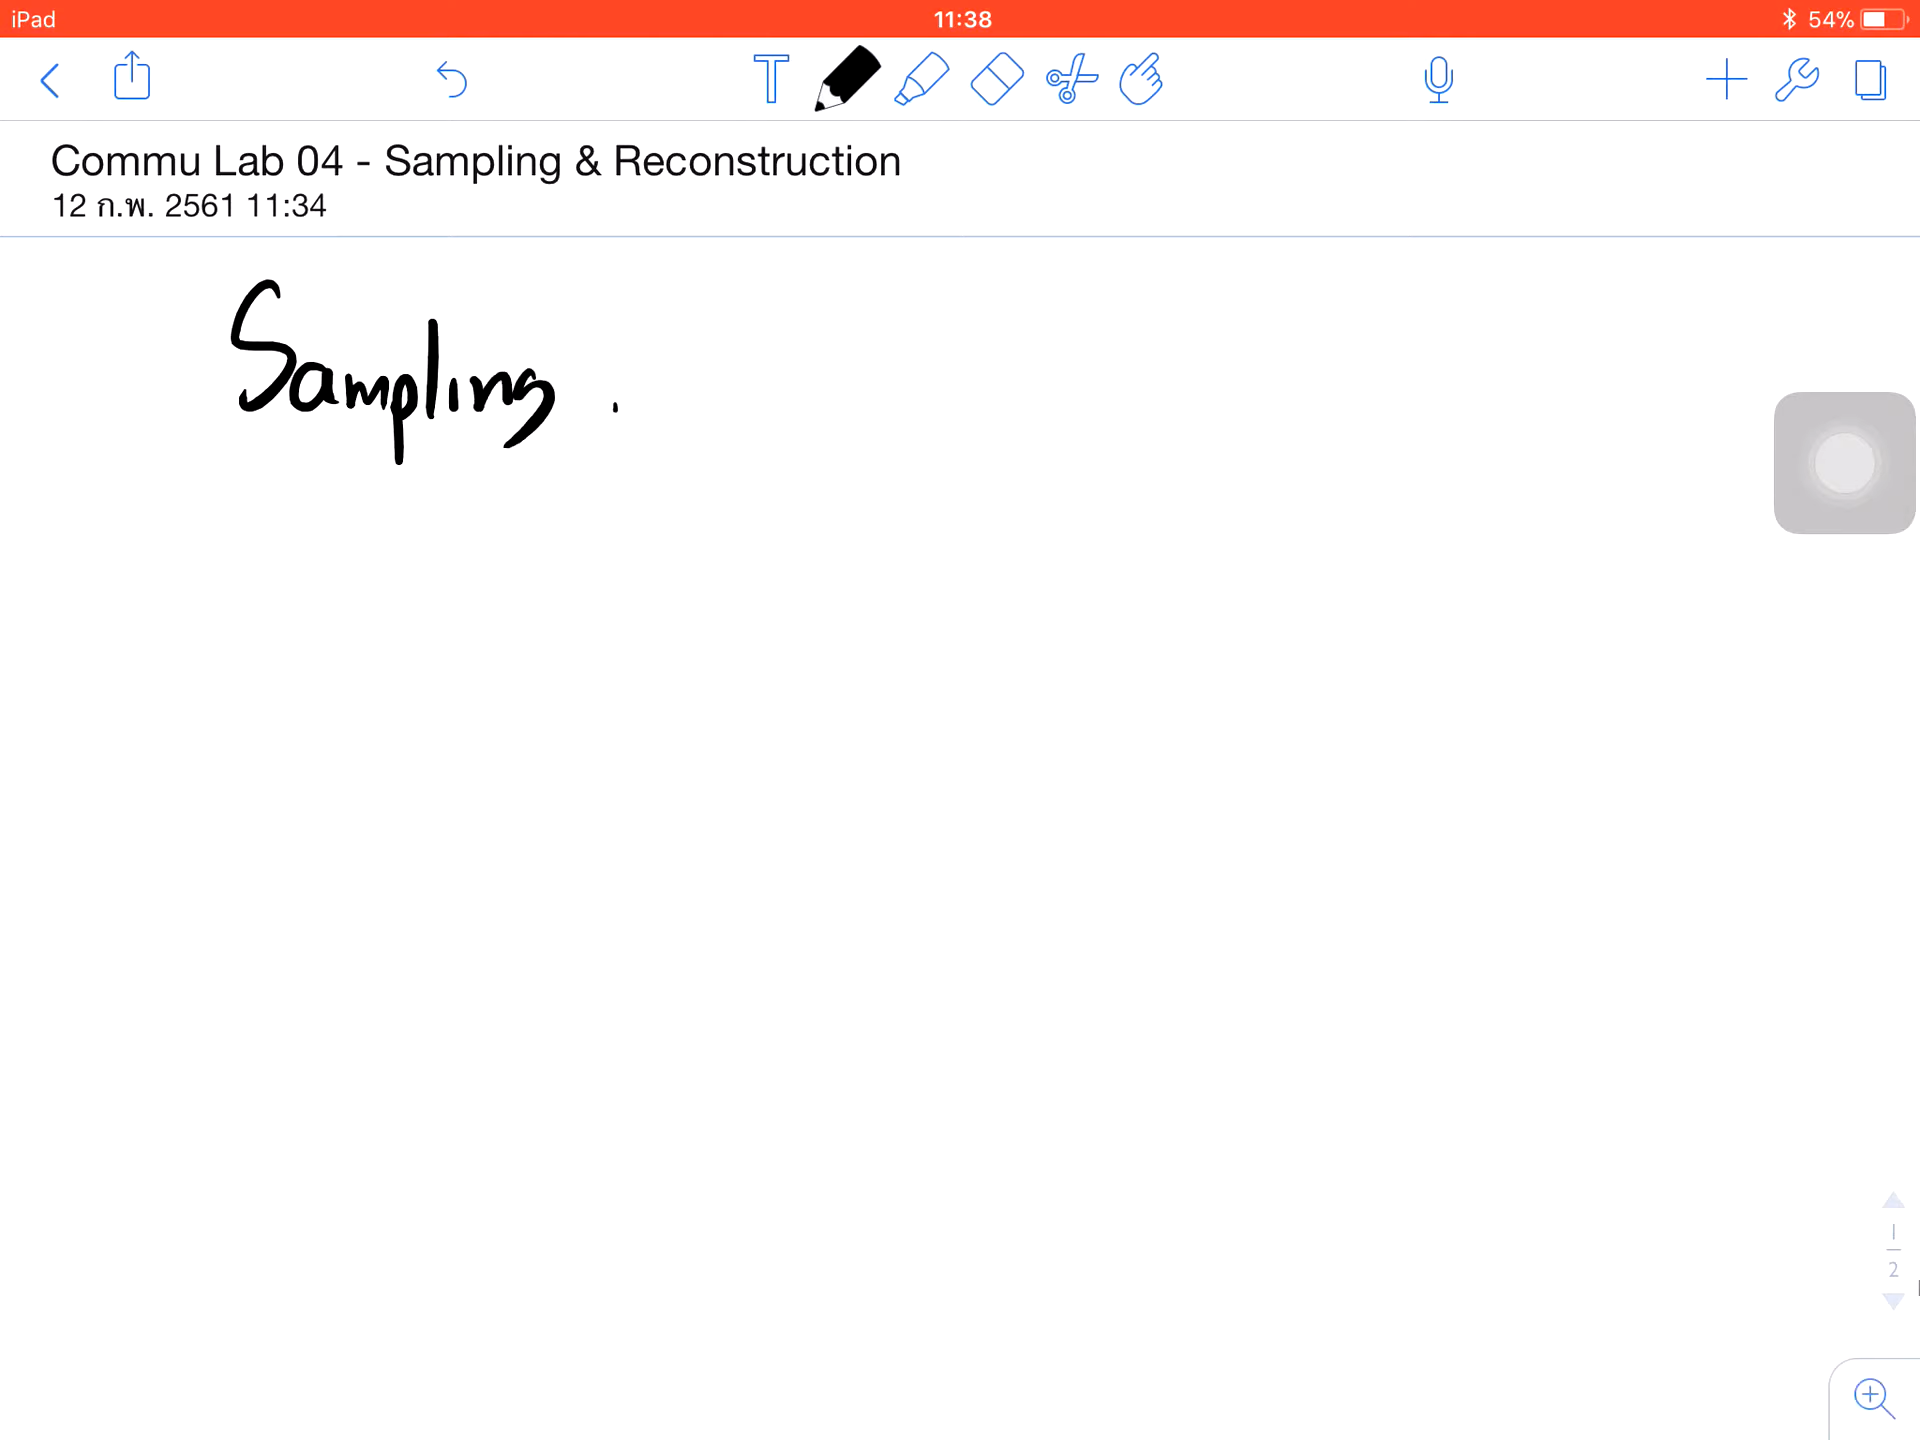 iPad 11:38 54%
T
Commu Lab 04 - Sampling & Reconstruction
12 ก.พ. 2561 11:34
Sampling .
1
2